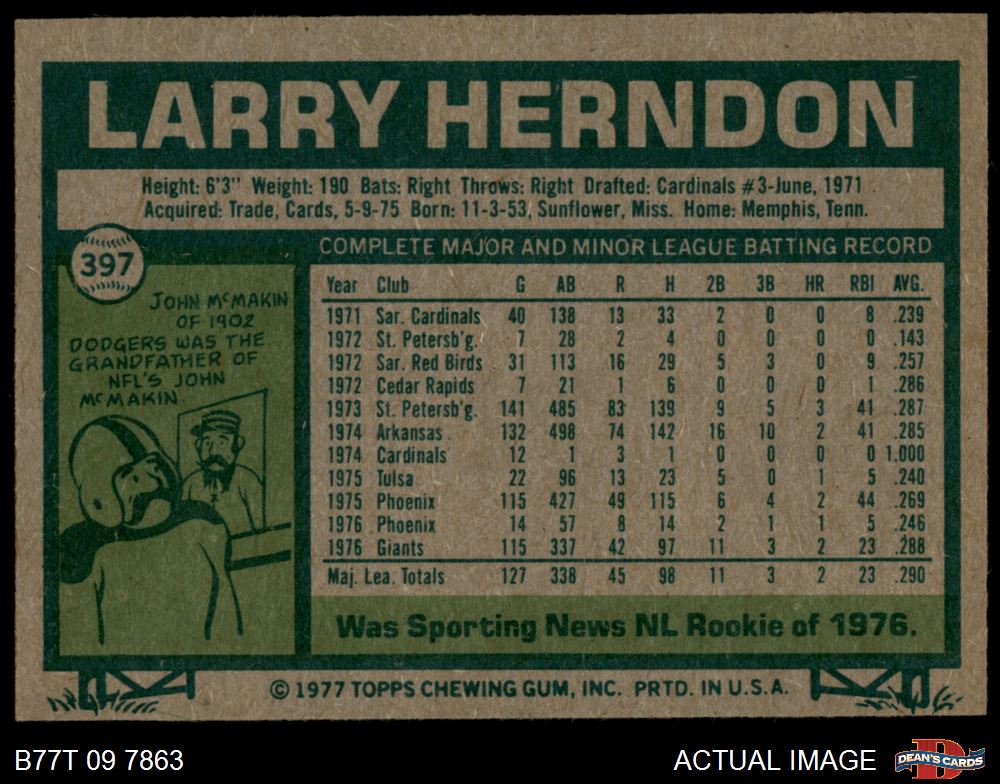 LARRY HERNDON
Height: 6'3" Weight: 190 Bats: Right Throws: Right Drafted: Cardinals #3-June, 1971
Acquired: Trade, Cards, 5-9-75 Born: 11-3-53, Sunflower, Miss. Home: Memphis, Tenn.
397
JOHN McMAKIN
OF 1902
DODGERS WAS THE
GRANDFATHER OF
NFL'S JOHN
McMAKIN.
COMPLETE MAJOR AND MINOR LEAGUE BATTING RECORD
Year Club G AB R H 2B 3B HR RBI AVG.
1971 Sar. Cardinals 40 138 13 33 2 0 0 8 .239
1972 St. Petersb'g. 7 28 2 4 0 0 0 0 .143
1972 Sar. Red Birds 31 113 16 29 5 3 0 9 .257
1972 Cedar Rapids 7 21 1 6 0 0 0 1 .286
1973 St. Petersb'g. 141 485 83 139 9 5 3 41 .287
1974 Arkansas 132 498 74 142 16 10 2 41 .285
1974 Cardinals 12 1 3 1 0 0 0 0 1.000
1975 Tulsa 22 96 13 23 5 0 1 5 .240
1975 Phoenix 115 427 49 115 6 4 2 44 .269
1976 Phoenix 14 57 8 14 2 1 1 5 .246
1976 Giants 115 337 42 97 11 3 2 23 .288
Maj. Lea. Totals 127 338 45 98 11 3 2 23 .290
Was Sporting News NL Rookie of 1976.
© 1977 TOPPS CHEWING GUM, INC. PRTD. IN U.S.A.
B77T 09 7863
ACTUAL IMAGE
D
DEAN'S CARDS